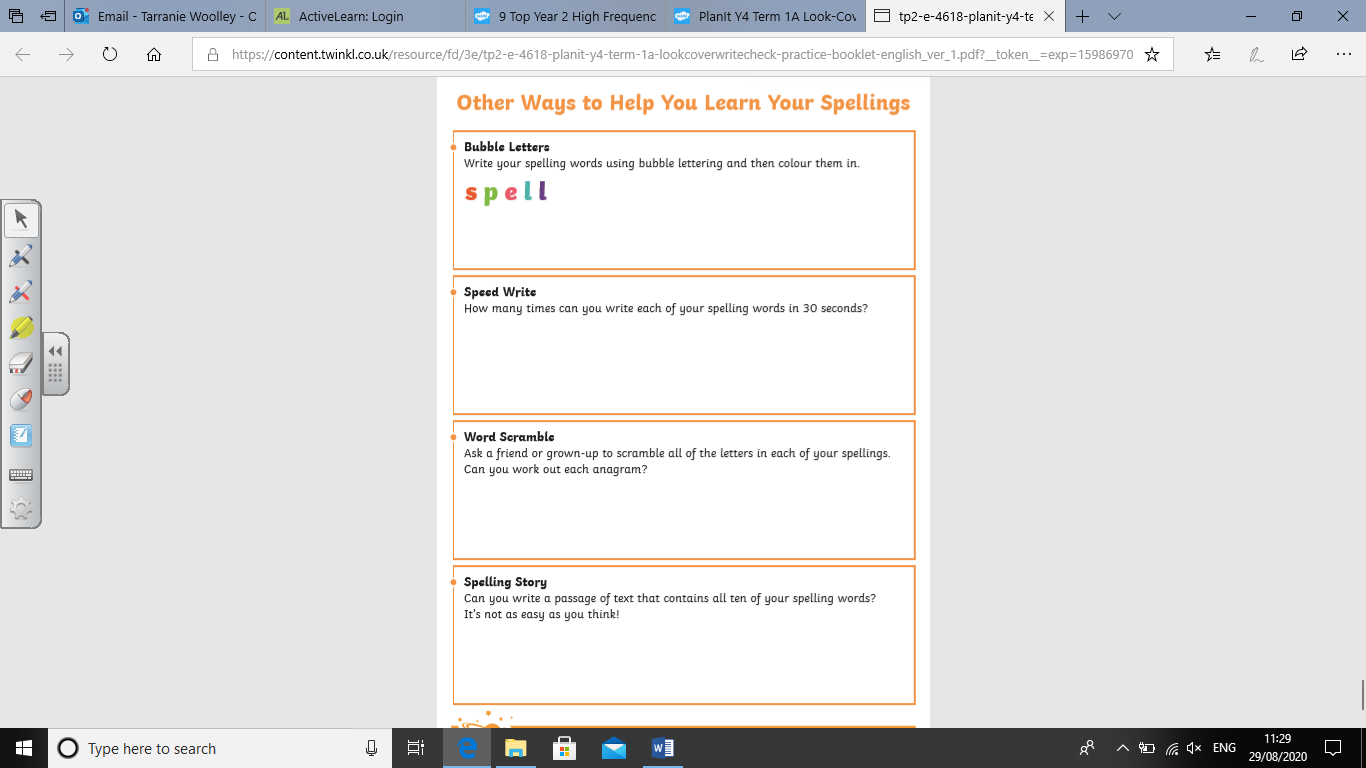 Email - Tarranie Woolley - O
ActiveLearn: Login
9 Top Year 2 High Frequenc
PlanIt Y4 Term 1A Look-Cov
tp2-e-4618-planit-y4-te
https://content.twinkl.co.uk/resource/fd/3e/tp2-e-4618-planit-y4-term-1a-lookcoverwritecheck-practice-booklet-english_ver_1.pdf?__token__=exp=15986970
Other Ways to Help You Learn Your Spellings
Bubble Letters
Write your spelling words using bubble lettering and then colour them in.
spell
Speed Write
How many times can you write each of your spelling words in 30 seconds?
Word Scramble
Ask a friend or grown-up to scramble all of the letters in each of your spellings.
Can you work out each anagram?
Spelling Story
Can you write a passage of text that contains all ten of your spelling words?
It's not as easy as you think!
Type here to search
ENG
11:29
29/08/2020